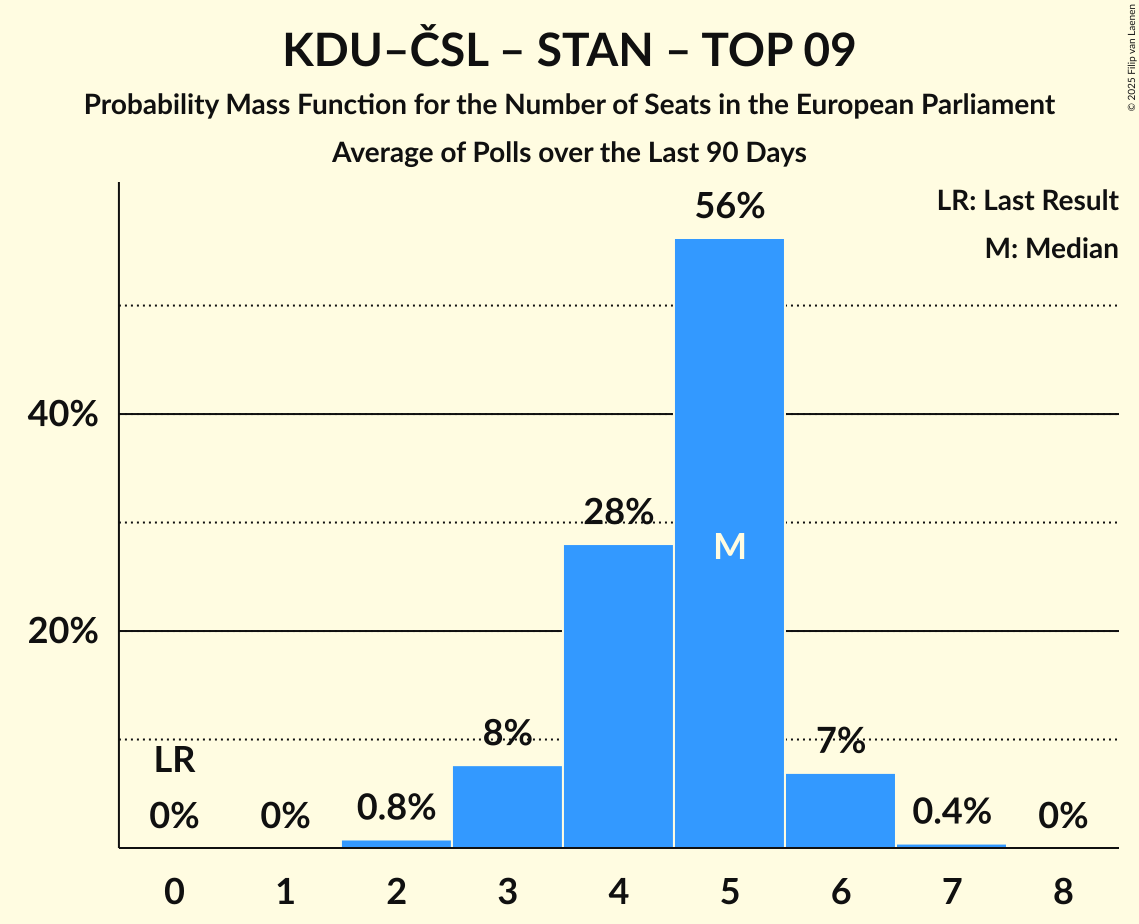 KDU–ČSL – STAN – TOP 09
Probability Mass Function for the Number of Seats in the European Parliament
Average of Polls over the Last 90 Days
© 2025 Filip van Laenen
LR: Last Result
M: Median
56%
40%
28%
M
20%
8%
7%
LR
0%
0%
0.8%
0.4%
0%
0 1 2 3 4 5 6 7 8